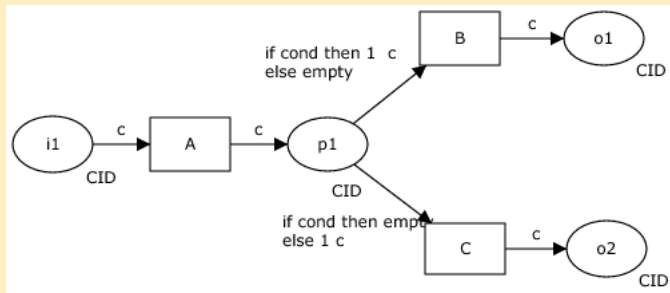 B
c
o1
CID
if cond then 1 c
else empty
i1
c
A
c
p1
CID
CID
if cond then empty
else 1 c
C
c
o2
CID